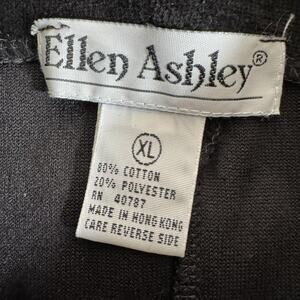 Ellen Ashley®
XL
80% COTTON
20% POLYESTER
RN 40787
MADE IN HONG KONG
CARE REVERSE SIDE